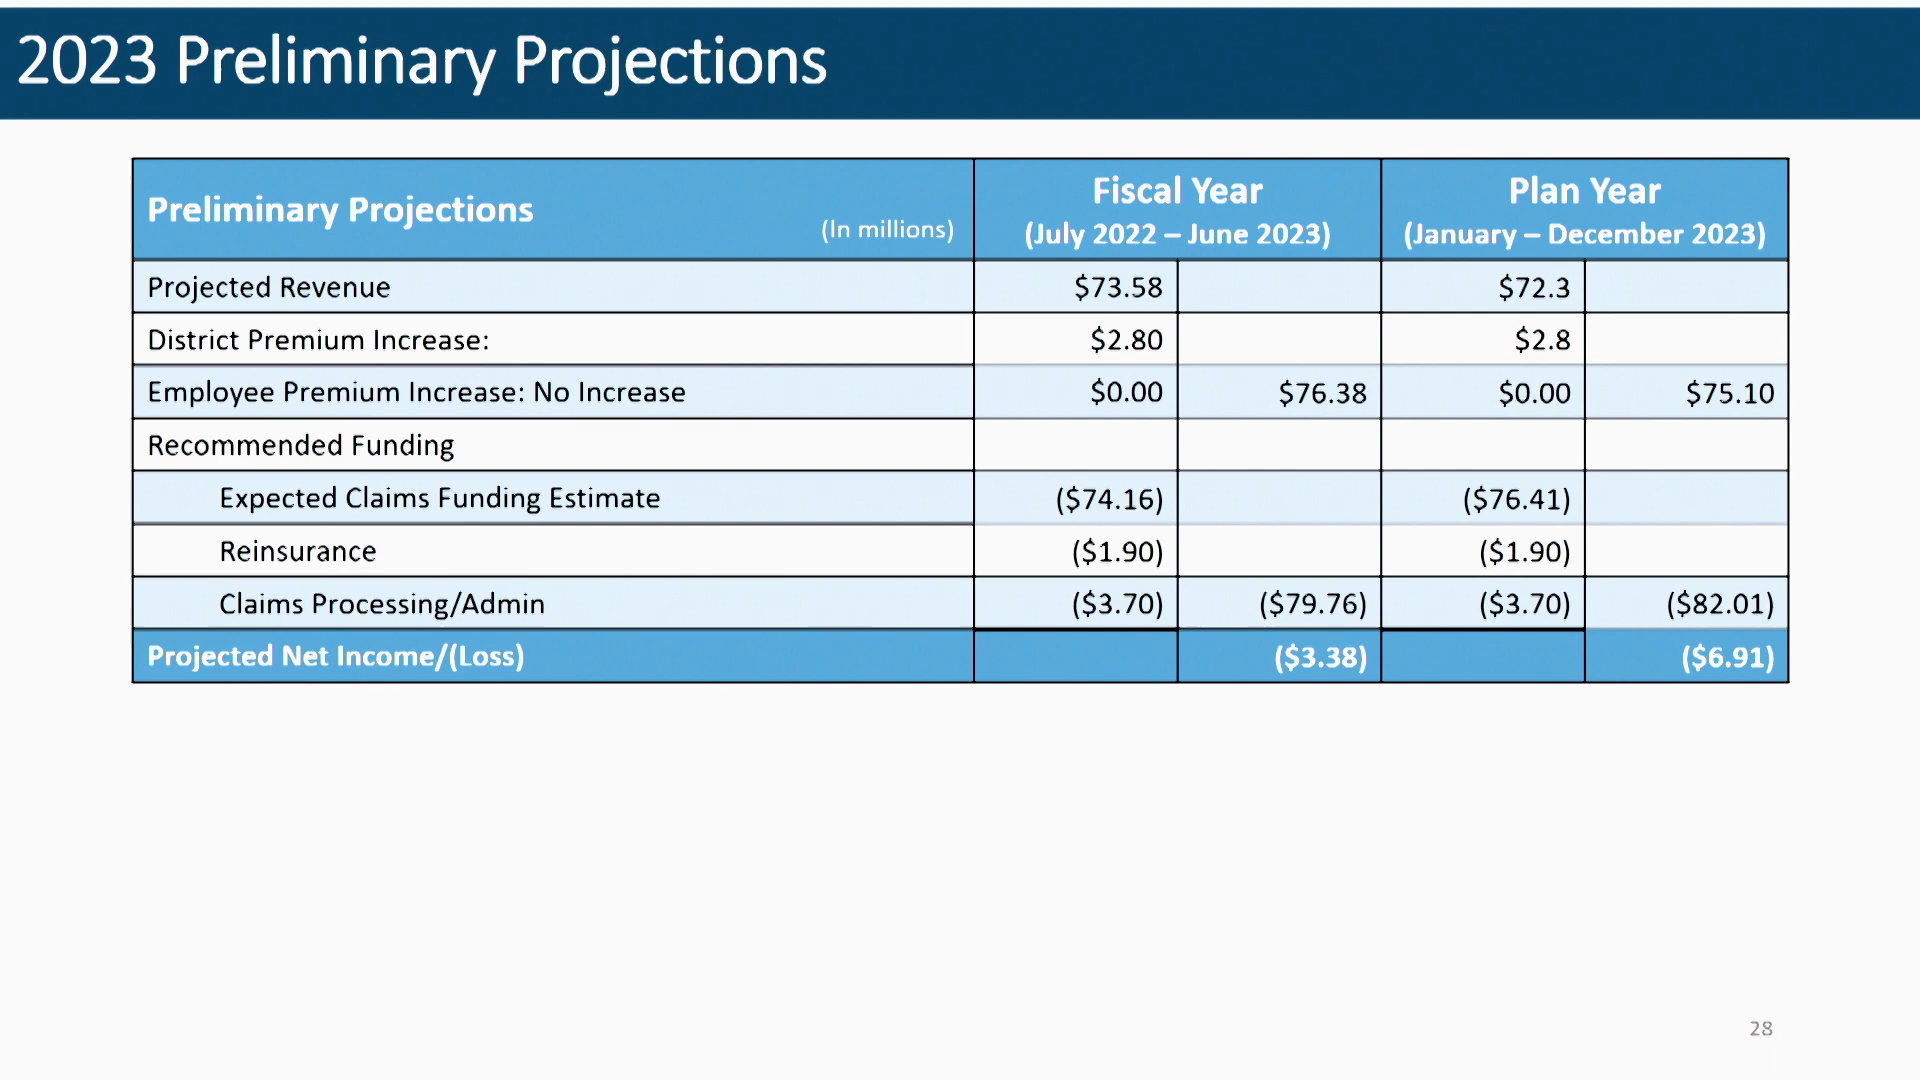 2023 Preliminary Projections
Preliminary Projections (In millions) Fiscal Year (July 2022 – June 2023) Plan Year (January – December 2023)
Projected Revenue $73.58 $72.3
District Premium Increase: $2.80 $2.8
Employee Premium Increase: No Increase $0.00 $76.38 $0.00 $75.10
Recommended Funding
Expected Claims Funding Estimate ($74.16) ($76.41)
Reinsurance ($1.90) ($1.90)
Claims Processing/Admin ($3.70) ($79.76) ($3.70) ($82.01)
Projected Net Income/(Loss) ($3.38) ($6.91)
28